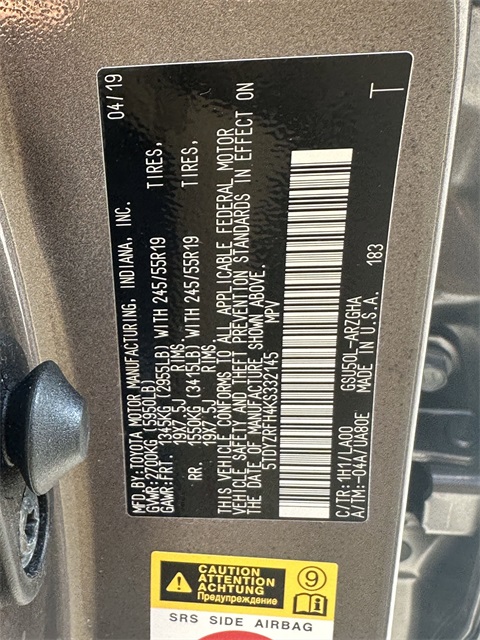 MFD.BY:TOYOTA MOTOR MANUFACTURING, INDIANA, INC. 04/19
GVWR:2700KG (5950LB)
GAWR:FRT. 1345KG (2955LB) WITH 245/55R19 TIRES,
19X7.5J RIMS
RR. 1550KG (3415LB) WITH 245/55R19 TIRES,
19X7.5J RIMS
THIS VEHICLE CONFORMS TO ALL APPLICABLE FEDERAL MOTOR
VEHICLE SAFETY AND THEFT PREVENTION STANDARDS IN EFFECT ON
THE DATE OF MANUFACTURE SHOWN ABOVE.
5TDYZRFH4KS332145 MPV
C/TR:1H1/LA00 GSU50L-ARZGHA T
A/TM:-04A/UA80E MADE IN U.S.A. 183
CAUTION
ATTENTION
ACHTUNG
Предупреждение
9
SRS SIDE AIRBAG